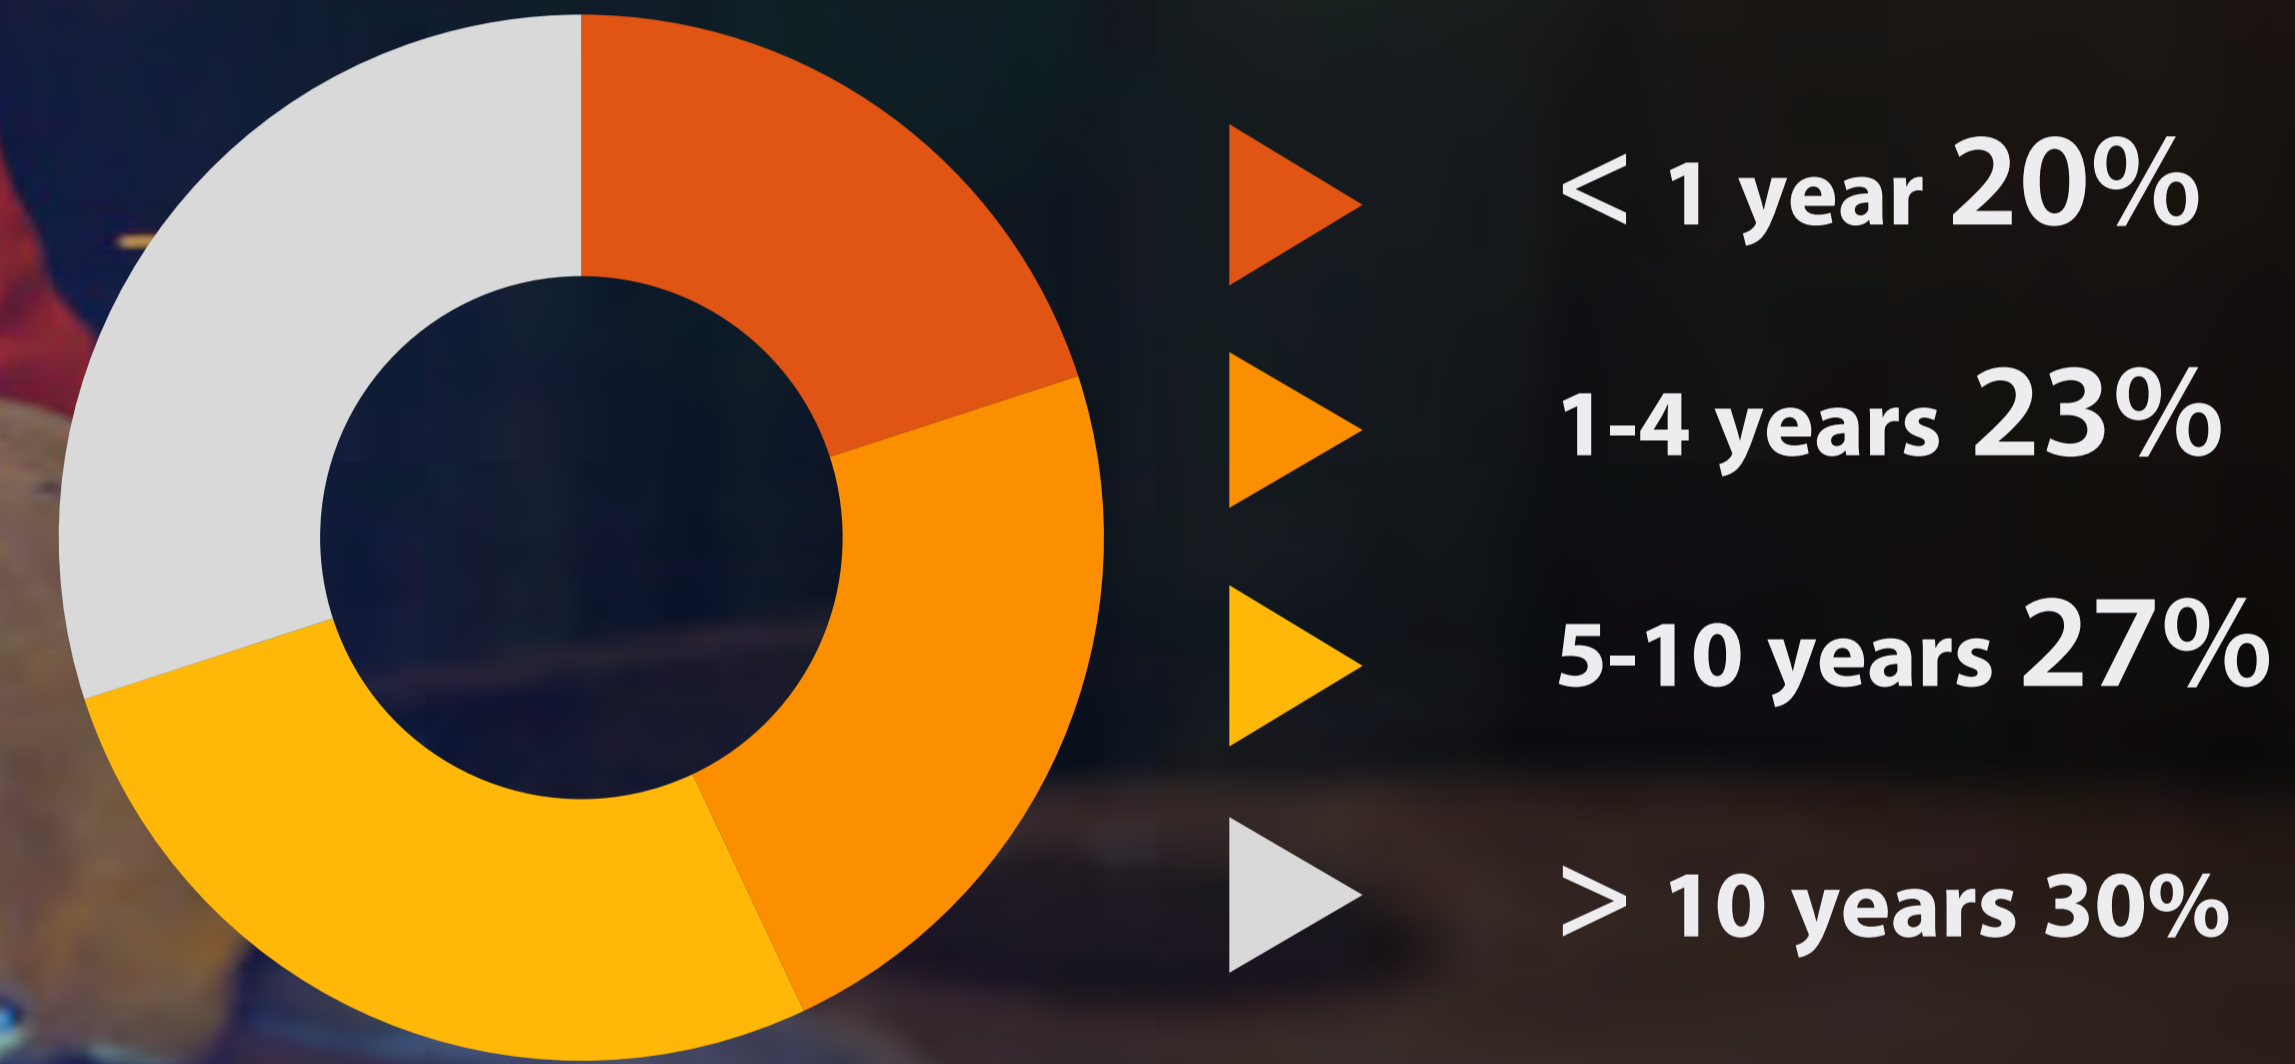 < 1 year 20%
1-4 years 23%
5-10 years 27%
> 10 years 30%